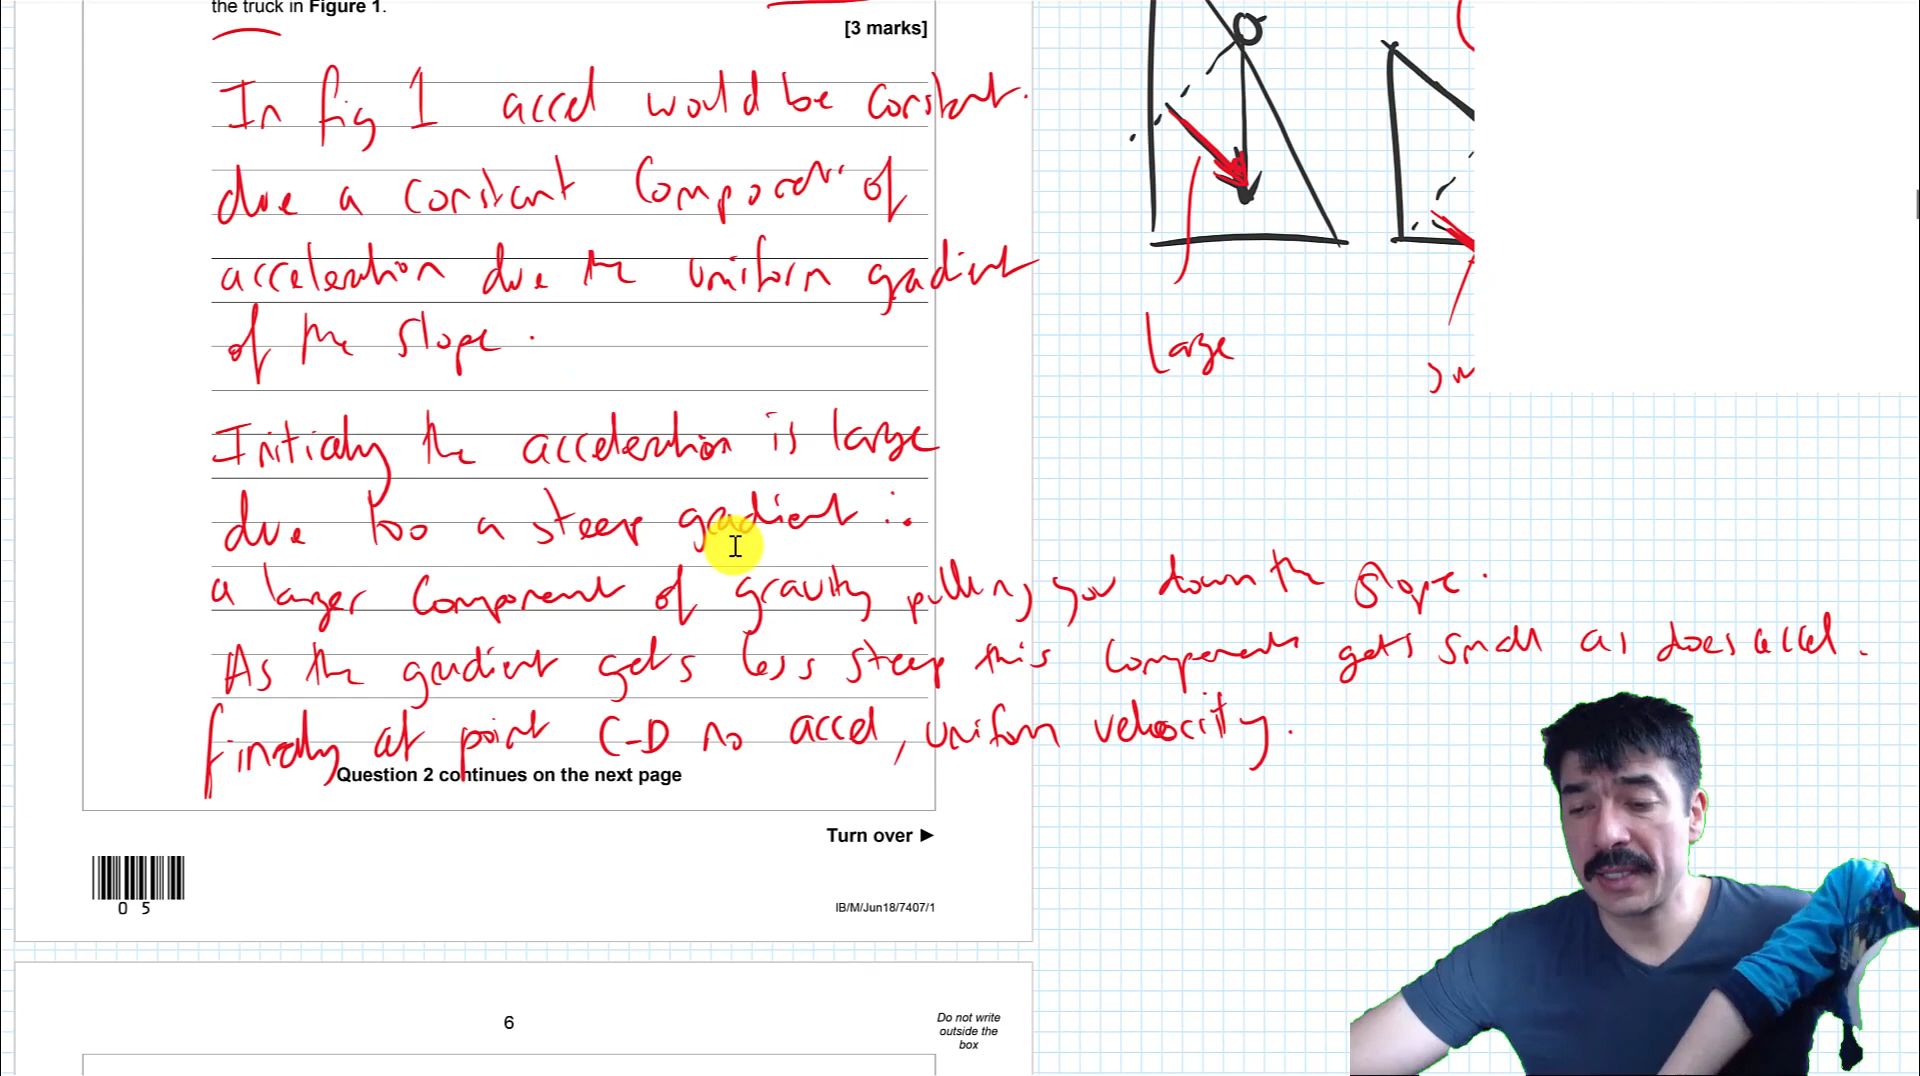 the truck in Figure 1.
[3 marks]
In fig 1 accel would be constant.
due a constant component of
acceleration due the uniform gradient
of the slope.
Initially the acceleration is large
due too a steep gradient ∴
a larger component of gravity pulling you down the slope.
As the gradient gets less steep this component gets small as does accel.
finally at point C-D no accel, uniform velocity.
Question 2 continues on the next page
Turn over ►
05
IB/M/Jun18/7407/1
6
Do not write
outside the
box
large